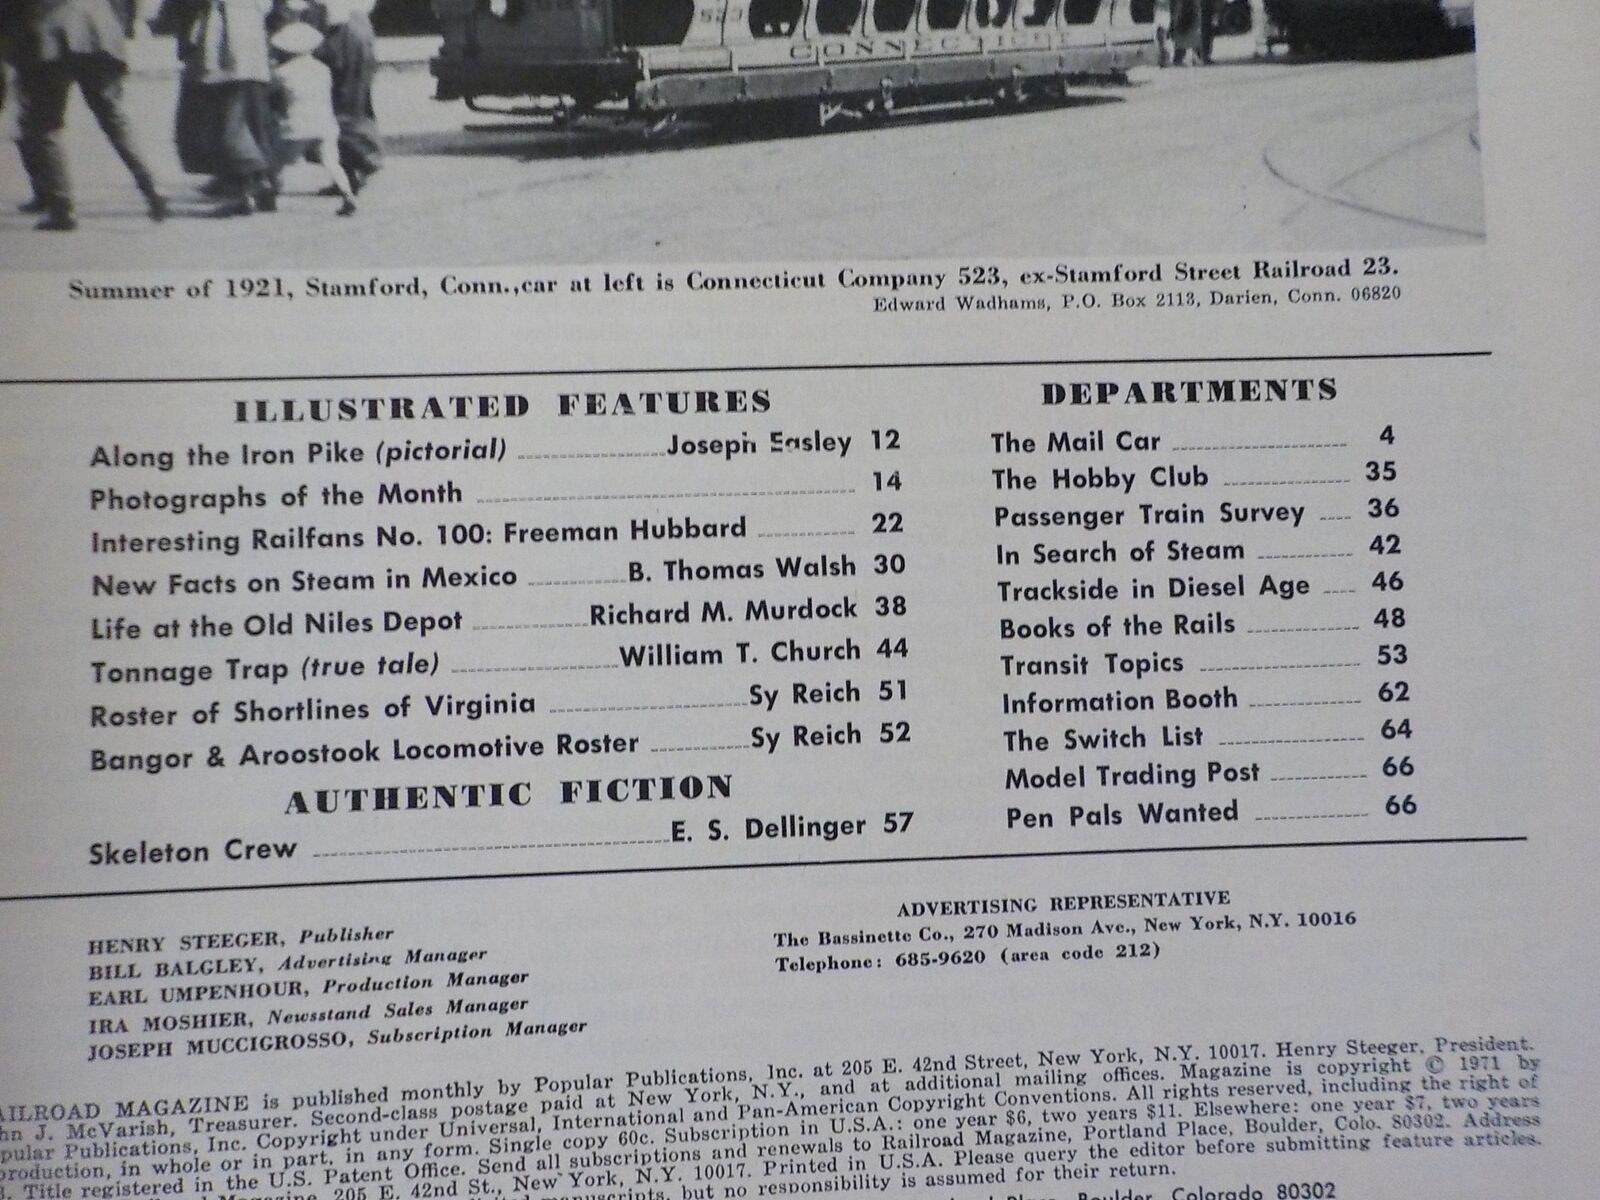 523
CONNECTICUT
Summer of 1921, Stamford, Conn.,car at left is Connecticut Company 523, ex-Stamford Street Railroad 23.
Edward Wadhams, P.O. Box 2113, Darien, Conn. 06820
ILLUSTRATED FEATURES
Along the Iron Pike (pictorial) Joseph Easley 12
Photographs of the Month 14
Interesting Railfans No. 100: Freeman Hubbard 22
New Facts on Steam in Mexico B. Thomas Walsh 30
Life at the Old Niles Depot Richard M. Murdock 38
Tonnage Trap (true tale) William T. Church 44
Roster of Shortlines of Virginia Sy Reich 51
Bangor & Aroostook Locomotive Roster Sy Reich 52
AUTHENTIC FICTION
Skeleton Crew E. S. Dellinger 57
DEPARTMENTS
The Mail Car 4
The Hobby Club 35
Passenger Train Survey 36
In Search of Steam 42
Trackside in Diesel Age 46
Books of the Rails 48
Transit Topics 53
Information Booth 62
The Switch List 64
Model Trading Post 66
Pen Pals Wanted 66
HENRY STEEGER, Publisher
BILL BALGLEY, Advertising Manager
EARL UMPENHOUR, Production Manager
IRA MOSHIER, Newsstand Sales Manager
JOSEPH MUCCIGROSSO, Subscription Manager
ADVERTISING REPRESENTATIVE
The Bassinette Co., 270 Madison Ave., New York, N.Y. 10016
Telephone: 685-9620 (area code 212)
AILROAD MAGAZINE is published monthly by Popular Publications, Inc. at 205 E. 42nd Street, New York, N.Y. 10017. Henry Steeger, President.
hn J. McVarish, Treasurer. Second-class postage paid at New York, N.Y., and at additional mailing offices. Magazine is copyright © 1971 by
pular Publications, Inc. Copyright under Universal, International and Pan-American Copyright Conventions. All rights reserved, including the right of
production, in whole or in part, in any form. Single copy 60c. Subscription in U.S.A.: one year $6, two years $11. Elsewhere: one year $7, two years
. Title registered in the U.S. Patent Office. Send all subscriptions and renewals to Railroad Magazine, Portland Place, Boulder, Colo. 80302. Address
Magazine, 205 E. 42nd St., New York, N.Y. 10017. Printed in U.S.A. Please query the editor before submitting feature articles.
manuscripts, but no responsibility is assumed for their return.
Place, Boulder, Colorado 80302